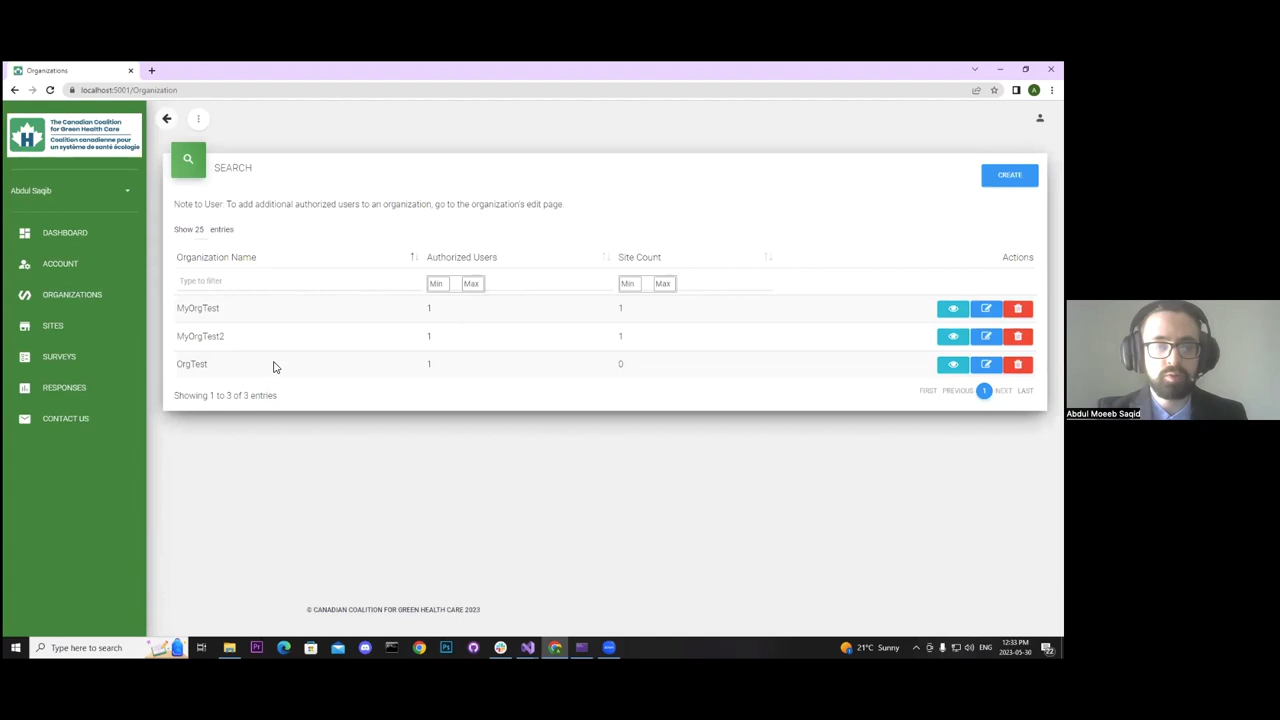 Organizations
localhost:5001/Organization
A
The Canadian Coalition
for Green Health Care
Coalition canadienne pour
un système de santé écologie
H
Abdul Saqib
DASHBOARD
ACCOUNT
ORGANIZATIONS
SITES
SURVEYS
RESPONSES
CONTACT US
SEARCH
CREATE
Note to User: To add additional authorized users to an organization, go to the organization's edit page.
Show 25 entries
Organization Name Authorized Users Site Count Actions
Type to filter Min Max Min Max
MyOrgTest 1 1
MyOrgTest2 1 1
OrgTest 1 0
Showing 1 to 3 of 3 entries
FIRST PREVIOUS 1 NEXT LAST
© CANADIAN COALITION FOR GREEN HEALTH CARE 2023
Type here to search
Pr
Ps
21°C Sunny
ENG
12:33 PM
2023-05-30
22
Abdul Moeeb Saqid